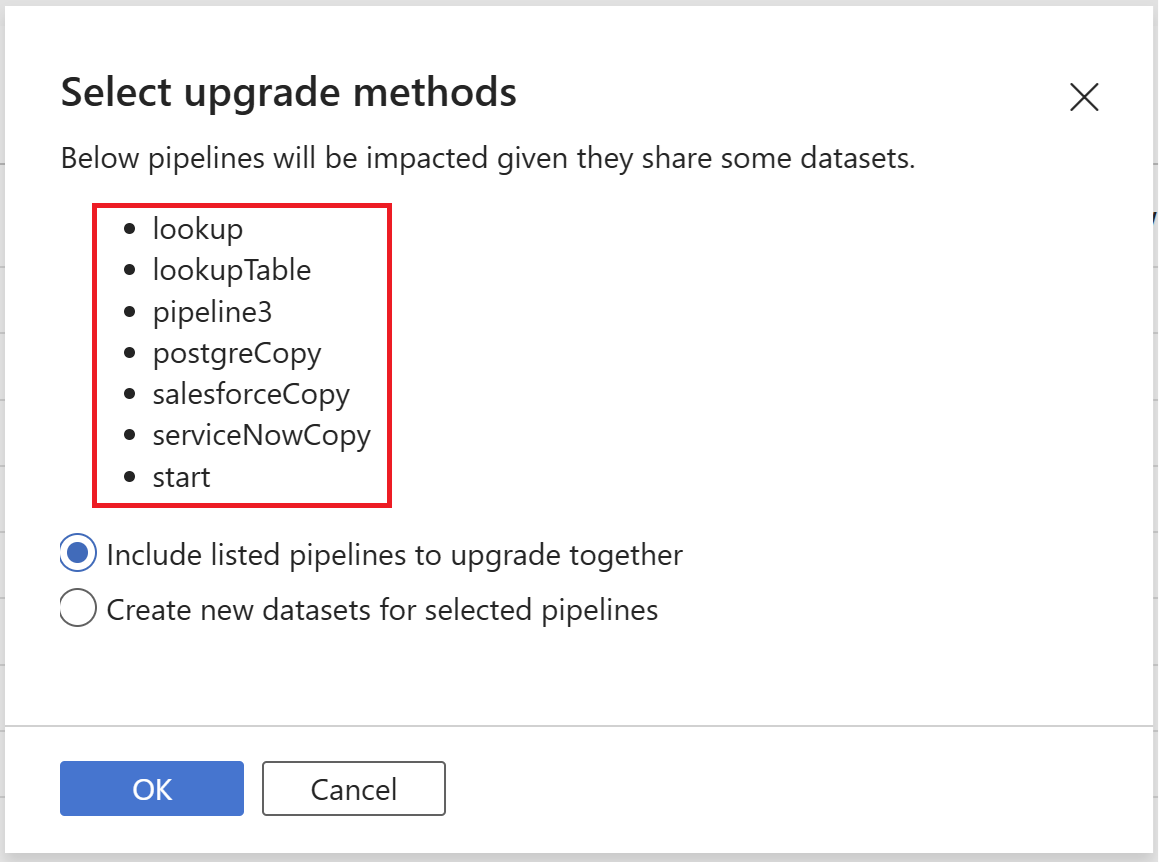 Select upgrade methods
Below pipelines will be impacted given they share some datasets.
lookup
lookupTable
pipeline3
postgreCopy
salesforceCopy
serviceNowCopy
start
Include listed pipelines to upgrade together
Create new datasets for selected pipelines
OK
Cancel